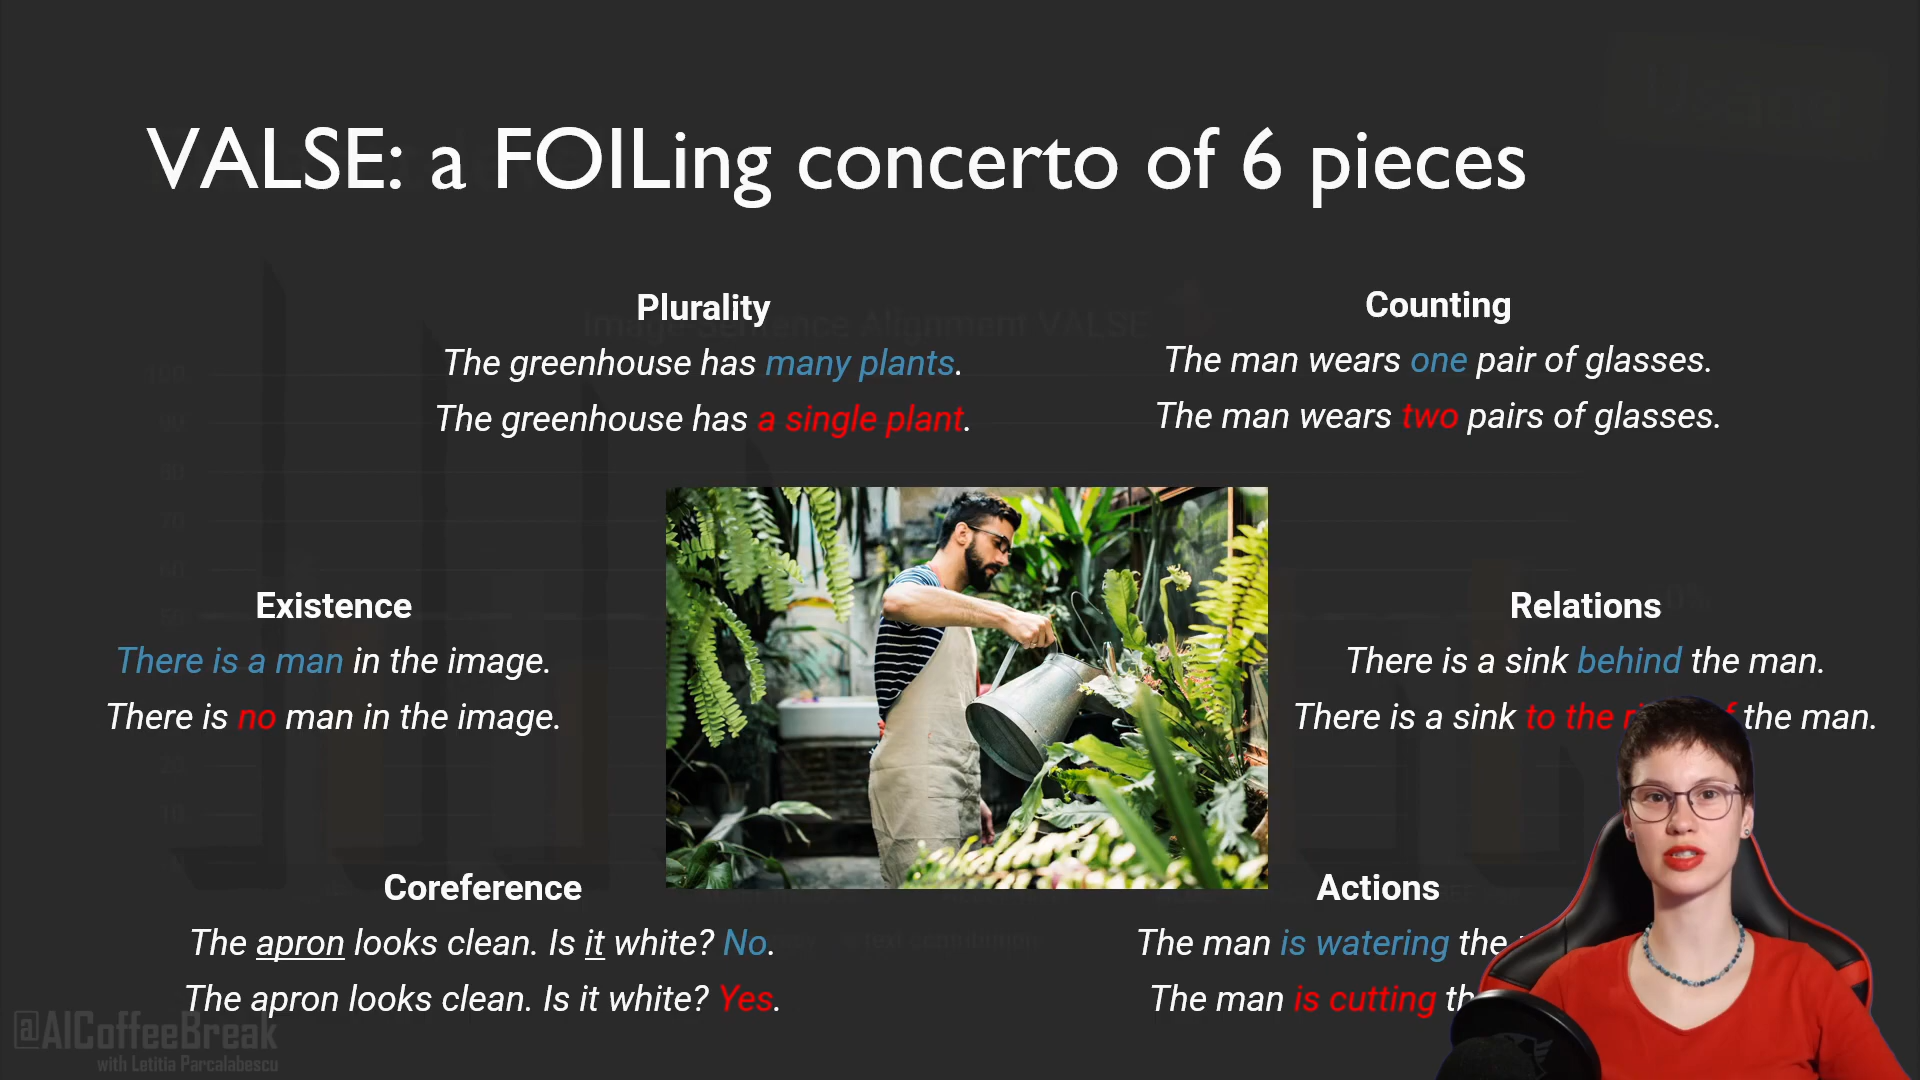 VALSE: a FOILing concerto of 6 pieces
Plurality
The greenhouse has many plants.
The greenhouse has a single plant.
Counting
The man wears one pair of glasses.
The man wears two pairs of glasses.
Image-Sentence Alignment VALSE
Existence
There is a man in the image.
There is no man in the image.
Relations
There is a sink behind the man.
There is a sink to the the man.
Coreference
The apron looks clean. Is it white? No.
The apron looks clean. Is it white? Yes.
Actions
The man is watering the
The man is cutting
@AICoffeeBreak
with Letitia Parcalabescu